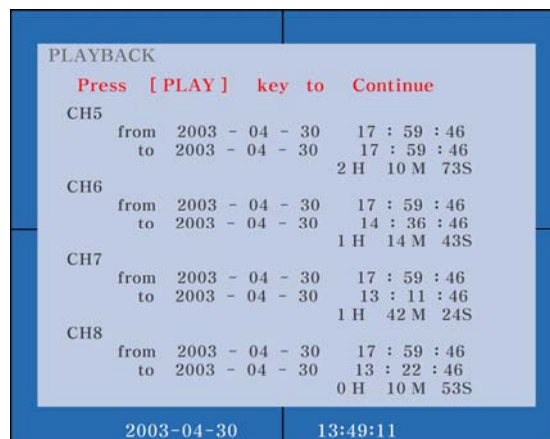 PLAYBACK
Press [ PLAY ] key to Continue
CH5
from 2003 - 04 - 30 17 : 59 : 46
to 2003 - 04 - 30 17 : 59 : 46
2 H 10 M 73S
CH6
from 2003 - 04 - 30 17 : 59 : 46
to 2003 - 04 - 30 14 : 36 : 46
1 H 14 M 43S
CH7
from 2003 - 04 - 30 17 : 59 : 46
to 2003 - 04 - 30 13 : 11 : 46
1 H 42 M 24S
CH8
from 2003 - 04 - 30 17 : 59 : 46
to 2003 - 04 - 30 13 : 22 : 46
0 H 10 M 53S
2003-04-30 13:49:11